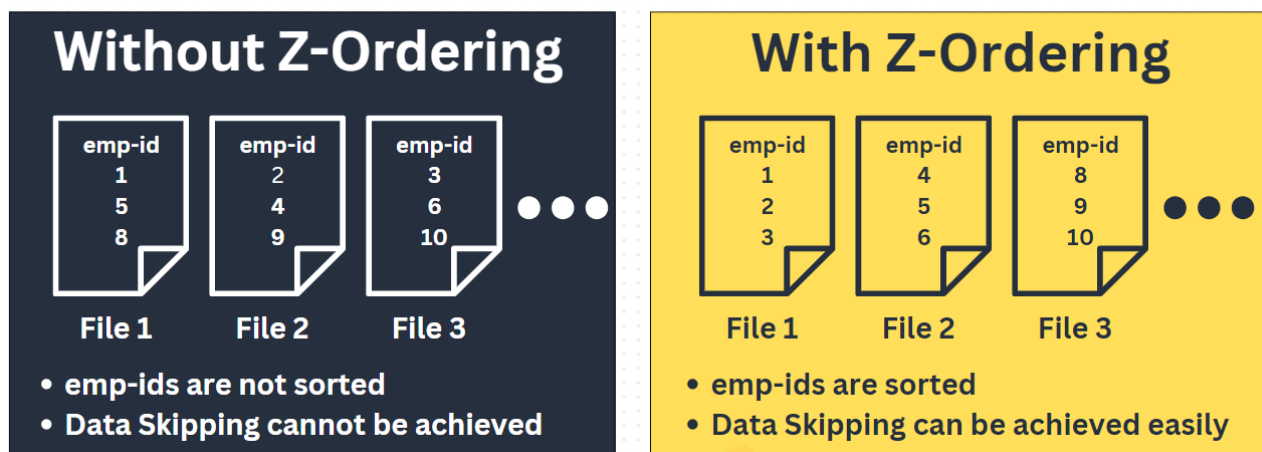 Without Z-Ordering
emp-id
1
5
8
File 1
emp-id
2
4
9
File 2
emp-id
3
6
10
File 3
• emp-ids are not sorted
• Data Skipping cannot be achieved
With Z-Ordering
emp-id
1
2
3
File 1
emp-id
4
5
6
File 2
emp-id
8
9
10
File 3
• emp-ids are sorted
• Data Skipping can be achieved easily